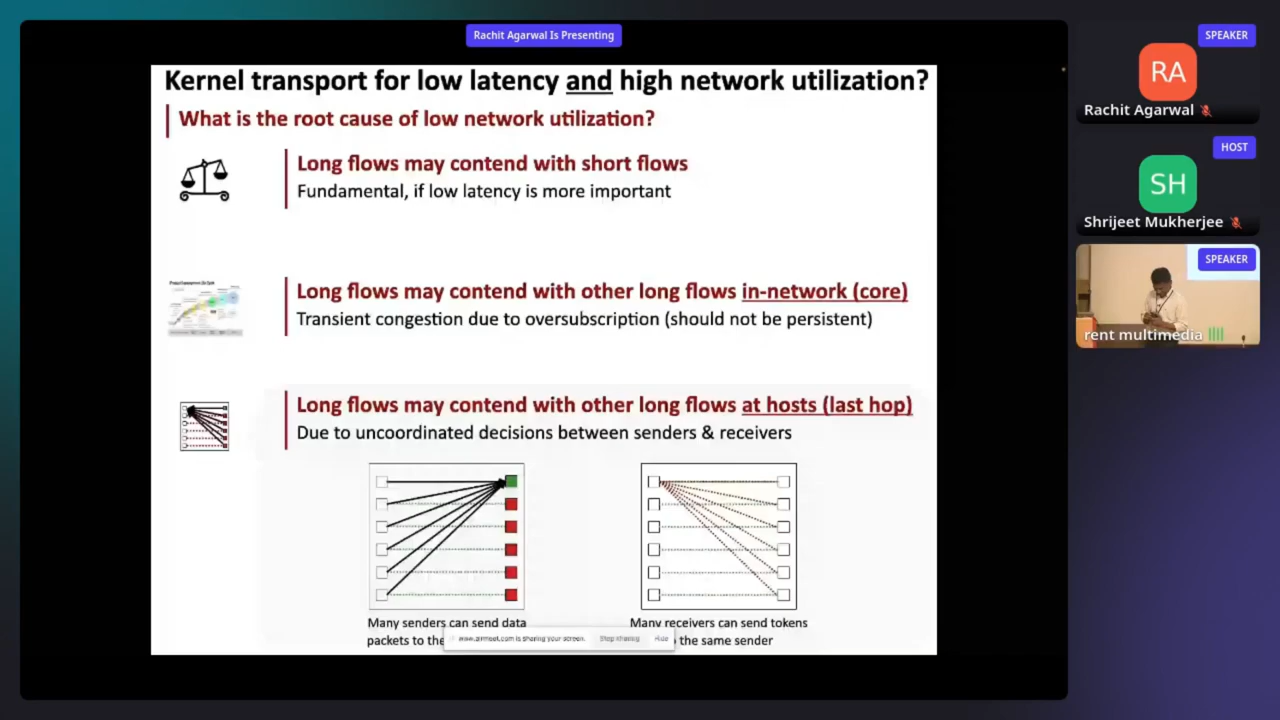 Rachit Agarwal Is Presenting
Kernel transport for low latency and high network utilization?
What is the root cause of low network utilization?
Long flows may contend with short flows
Fundamental, if low latency is more important
Long flows may contend with other long flows in-network (core)
Transient congestion due to oversubscription (should not be persistent)
Long flows may contend with other long flows at hosts (last hop)
Due to uncoordinated decisions between senders & receivers
Many senders can send data
packets to the
Many receivers can send tokens
the same sender
is sharing your screen.
Stop sharing
Hide
SPEAKER
RA
Rachit Agarwal
HOST
SH
Shrijeet Mukherjee
SPEAKER
rent multimedia